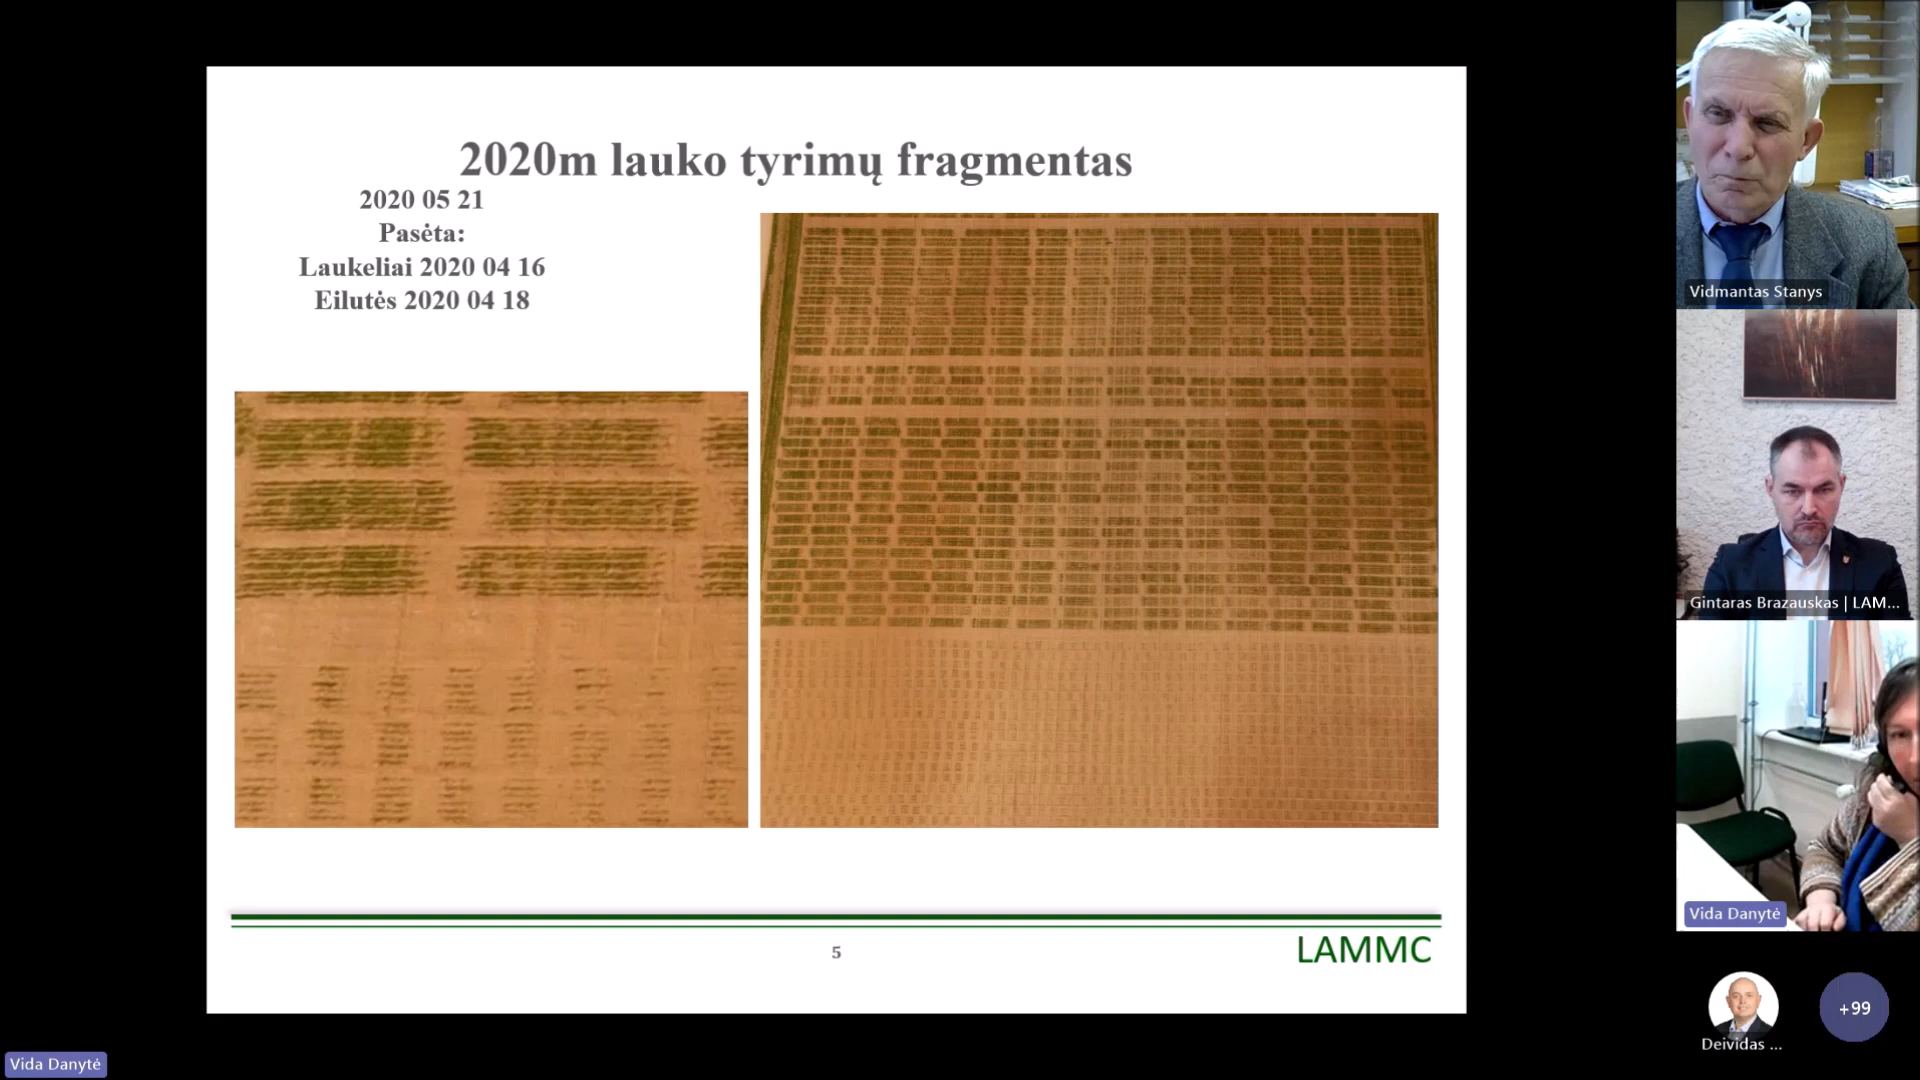 2020m lauko tyrimų fragmentas
2020 05 21
Pasėta:
Laukeliai 2020 04 16
Eilutės 2020 04 18
5
LAMMC
Vidmantas Stanys
Gintaras Brazauskas | LAM...
Vida Danytė
Deividas ...
+99
Vida Danytė